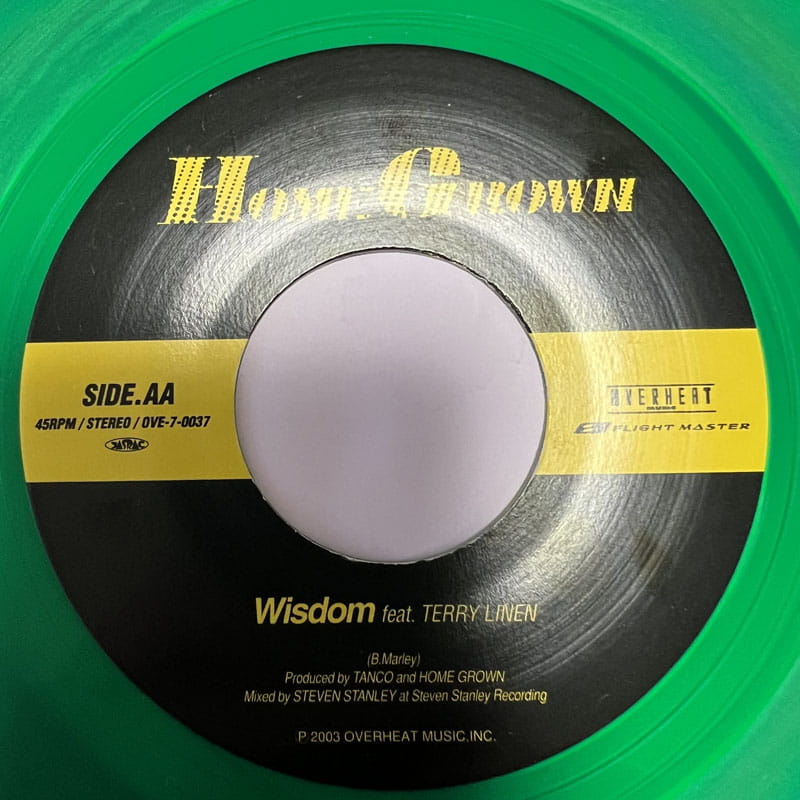 Home Grown
SIDE.AA
45RPM / STEREO / OVE-7-0037
JASRAC
OVERHEAT
MUSIC
FLIGHT MASTER
Wisdom feat. TERRY LINEN
(B.Marley)
Produced by TANCO and HOME GROWN
Mixed by STEVEN STANLEY at Steven Stanley Recording
℗ 2003 OVERHEAT MUSIC,INC.